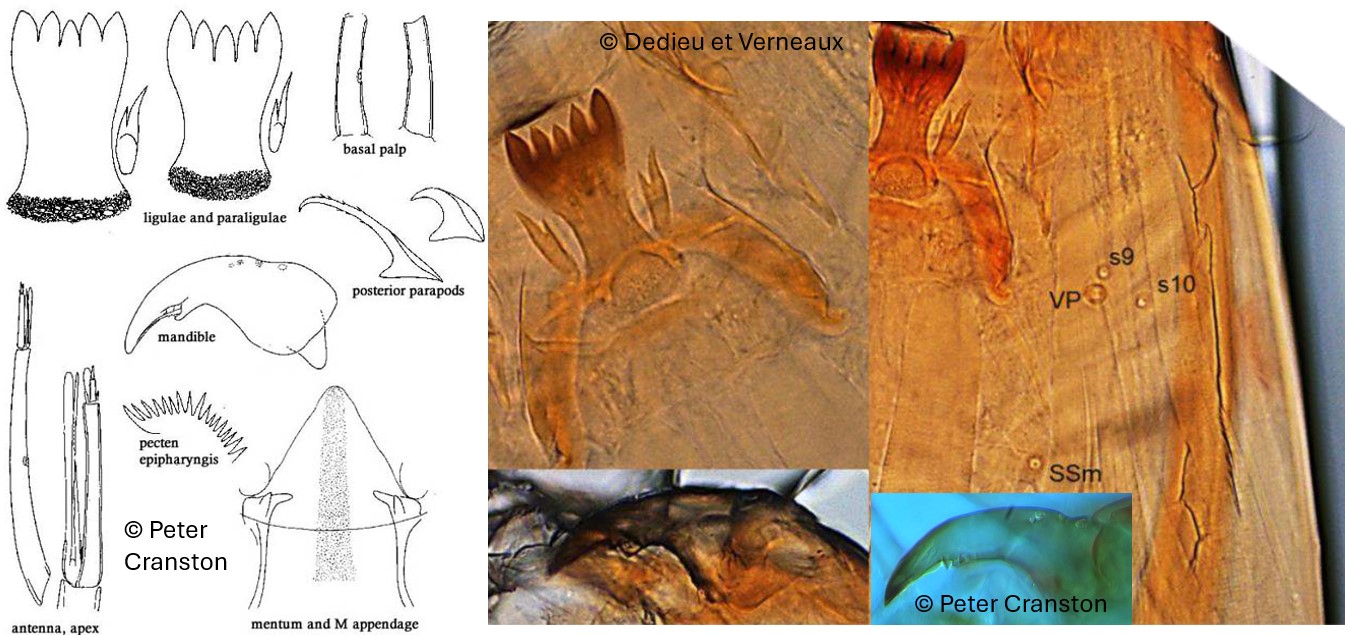 basal palp
ligulae and paraligulae
posterior parapods
mandible
pecten
epipharyngis
© Peter
Cranston
antenna, apex
mentum and M appendage
© Dedieu et Verneaux
s9
s10
VP
SSm
© Peter Cranston